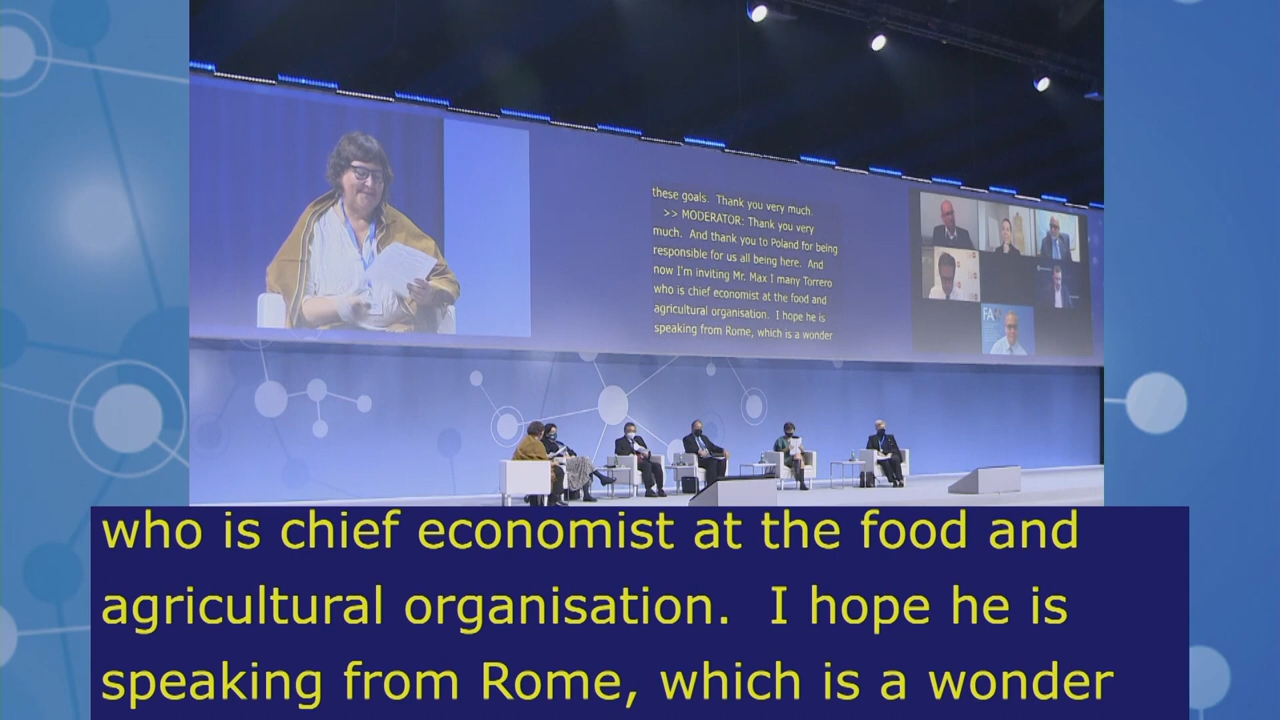 these goals.  Thank you very much.
>> MODERATOR: Thank you very
much.  And thank you to Poland for being
responsible for us all being here.  And
now I'm inviting Mr. Max I many Torrero
who is chief economist at the food and
agricultural organisation.  I hope he is
speaking from Rome, which is a wonder
FA
who is chief economist at the food and
agricultural organisation.  I hope he is
speaking from Rome, which is a wonder